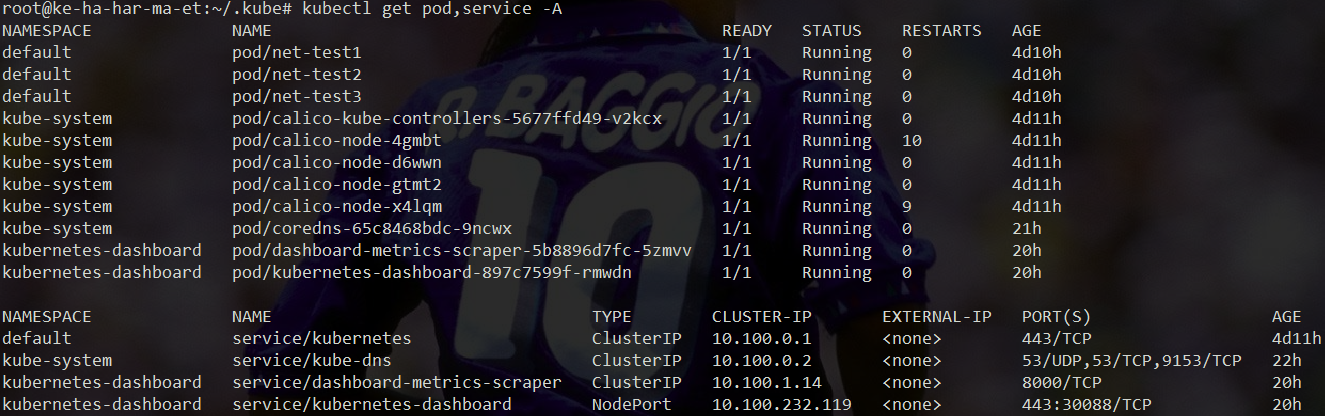 root@ke-ha-har-ma-et:~/.kube# kubectl get pod,service -A
NAMESPACE NAME READY STATUS RESTARTS AGE
default pod/net-test1 1/1 Running 0 4d10h
default pod/net-test2 1/1 Running 0 4d10h
default pod/net-test3 1/1 Running 0 4d10h
kube-system pod/calico-kube-controllers-5677ffd49-v2kcx 1/1 Running 0 4d11h
kube-system pod/calico-node-4gmbt 1/1 Running 10 4d11h
kube-system pod/calico-node-d6wwn 1/1 Running 0 4d11h
kube-system pod/calico-node-gtmt2 1/1 Running 0 4d11h
kube-system pod/calico-node-x4lqm 1/1 Running 9 4d11h
kube-system pod/coredns-65c8468bdc-9ncwx 1/1 Running 0 21h
kubernetes-dashboard pod/dashboard-metrics-scraper-5b8896d7fc-5zmvv 1/1 Running 0 20h
kubernetes-dashboard pod/kubernetes-dashboard-897c7599f-rmwdn 1/1 Running 0 20h
NAMESPACE NAME TYPE CLUSTER-IP EXTERNAL-IP PORT(S) AGE
default service/kubernetes ClusterIP 10.100.0.1 <none> 443/TCP 4d11h
kube-system service/kube-dns ClusterIP 10.100.0.2 <none> 53/UDP,53/TCP,9153/TCP 22h
kubernetes-dashboard service/dashboard-metrics-scraper ClusterIP 10.100.1.14 <none> 8000/TCP 20h
kubernetes-dashboard service/kubernetes-dashboard NodePort 10.100.232.119 <none> 443:30088/TCP 20h
R. BAGGIO
10